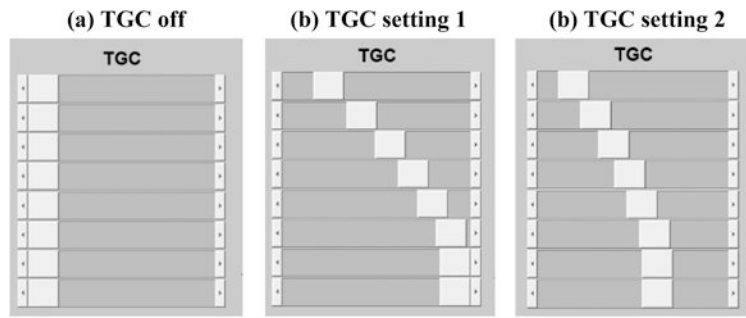 (a) TGC off
(b) TGC setting 1
(b) TGC setting 2
TGC
TGC
TGC